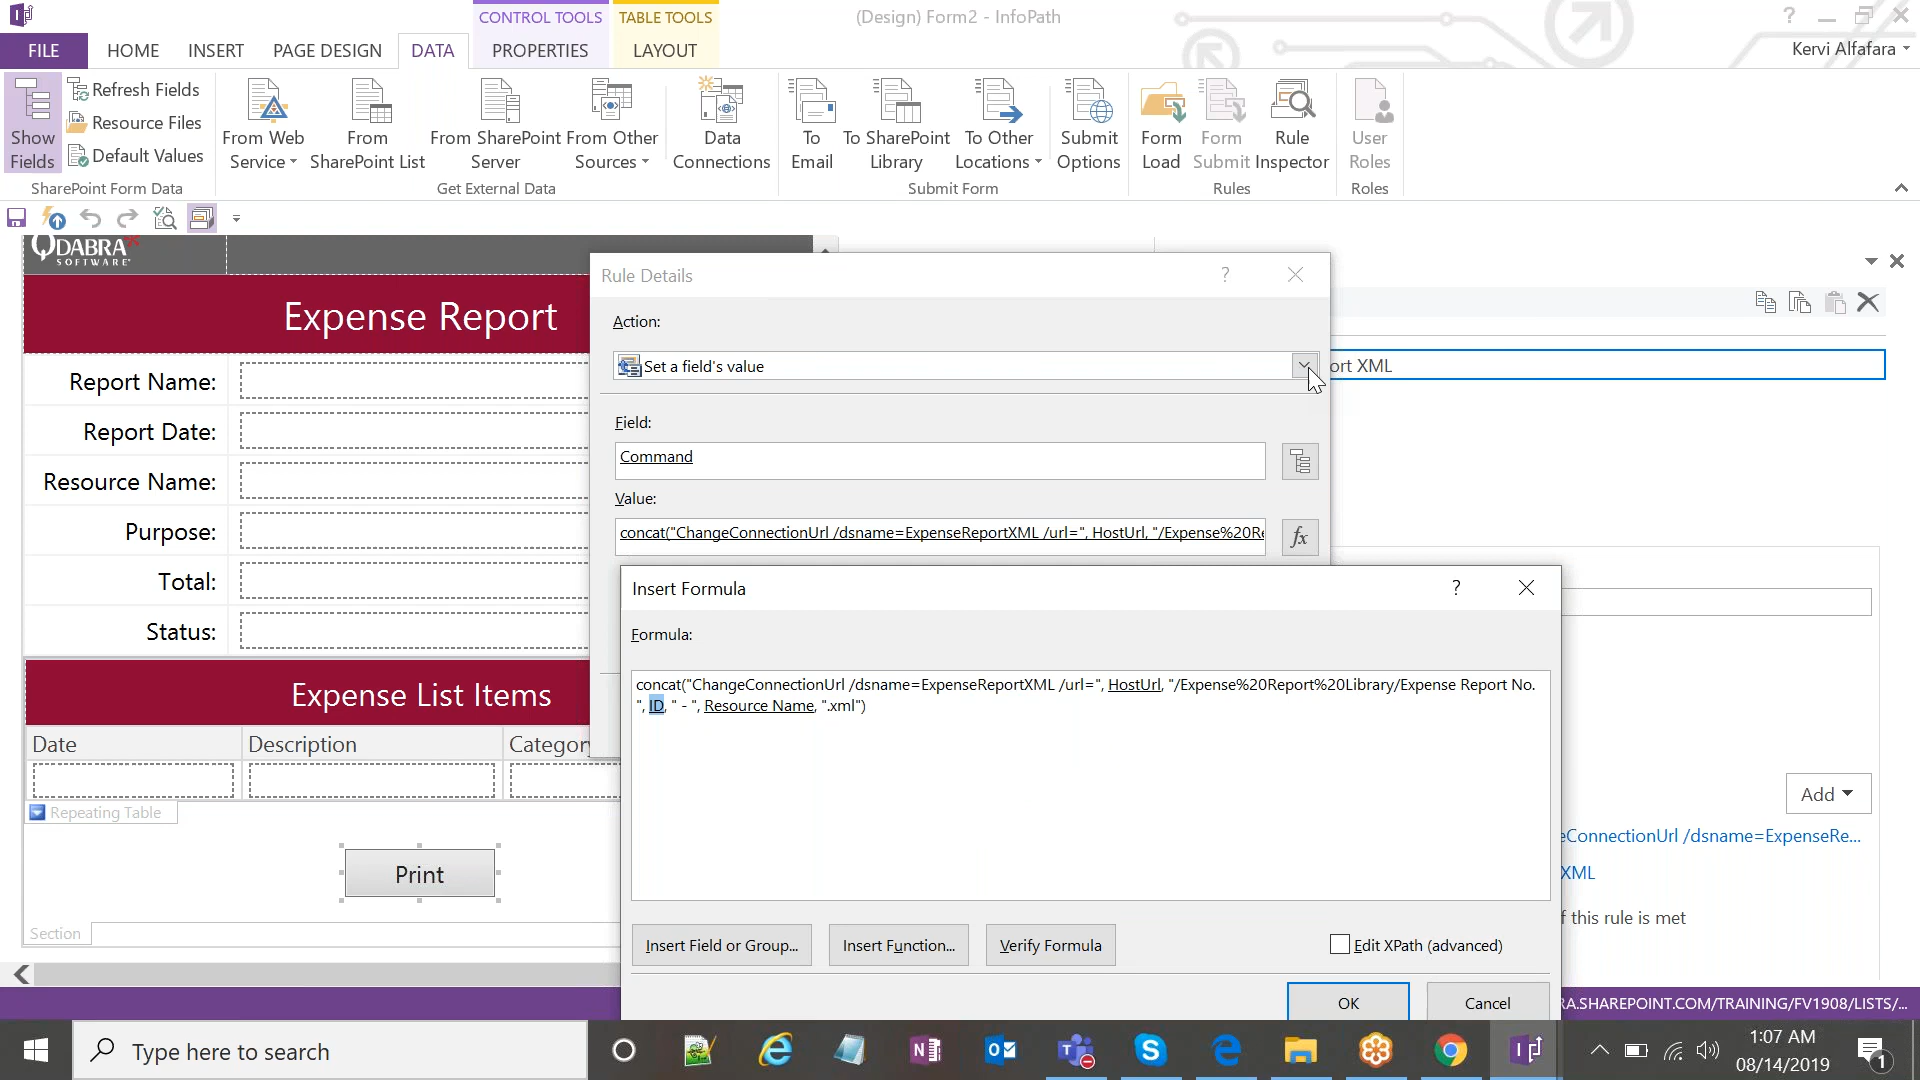 CONTROL TOOLS
TABLE TOOLS
(Design) Form2 - InfoPath
?
FILE
HOME
INSERT
PAGE DESIGN
DATA
PROPERTIES
LAYOUT
Kervi Alfafara
Show Fields
Refresh Fields
Resource Files
Default Values
SharePoint Form Data
From Web Service
From SharePoint List
From SharePoint Server
From Other Sources
Data Connections
Get External Data
To Email
To SharePoint Library
To Other Locations
Submit Options
Submit Form
Form Load
Form Submit
Rule Inspector
Rules
User Roles
Roles
QDABRA
SOFTWARE
Expense Report
Report Name:
Report Date:
Resource Name:
Purpose:
Total:
Status:
Expense List Items
Date
Description
Category
Repeating Table
Print
Section
Rule Details
?
Action:
Set a field's value
Field:
Command
Value:
concat("ChangeConnectionUrl /dsname=ExpenseReportXML /url=", HostUrl, "/Expense%20Re
fx
ort XML
Insert Formula
?
Formula:
concat("ChangeConnectionUrl /dsname=ExpenseReportXML /url=", HostUrl, "/Expense%20Report%20Library/Expense Report No.
", ID, " - ", Resource Name, ".xml")
Insert Field or Group...
Insert Function...
Verify Formula
Edit XPath (advanced)
OK
Cancel
Add
eConnectionUrl /dsname=ExpenseRe...
XML
f this rule is met
RA.SHAREPOINT.COM/TRAINING/FV1908/LISTS/...
Type here to search
1:07 AM
08/14/2019
1